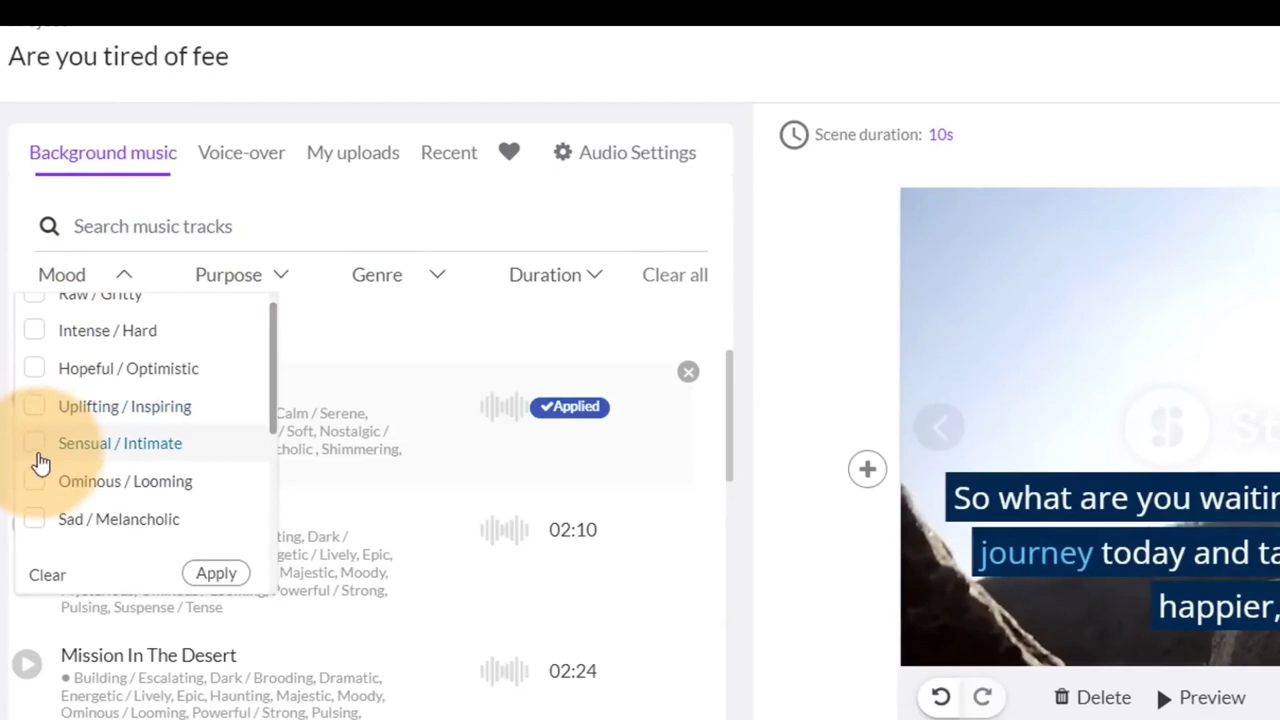 Are you tired of fee
Background music Voice-over My uploads Recent Audio Settings
Scene duration: 10s
Search music tracks
Mood Purpose Genre Duration Clear all
Raw / Gritty
Intense / Hard
Hopeful / Optimistic
Uplifting / Inspiring
Sensual / Intimate
Ominous / Looming
Sad / Melancholic
Clear Apply
Calm / Serene,
/ Soft, Nostalgic /
cholic , Shimmering,
Applied
ting, Dark /
getic / Lively, Epic,
Majestic, Moody,
Powerful / Strong,
Pulsing, Suspense / Tense
02:10
Mission In The Desert
• Building / Escalating, Dark / Brooding, Dramatic,
Energetic / Lively, Epic, Haunting, Majestic, Moody,
Ominous / Looming, Powerful / Strong, Pulsing,
02:24
So what are you waitin
journey today and ta
happier,
Delete Preview